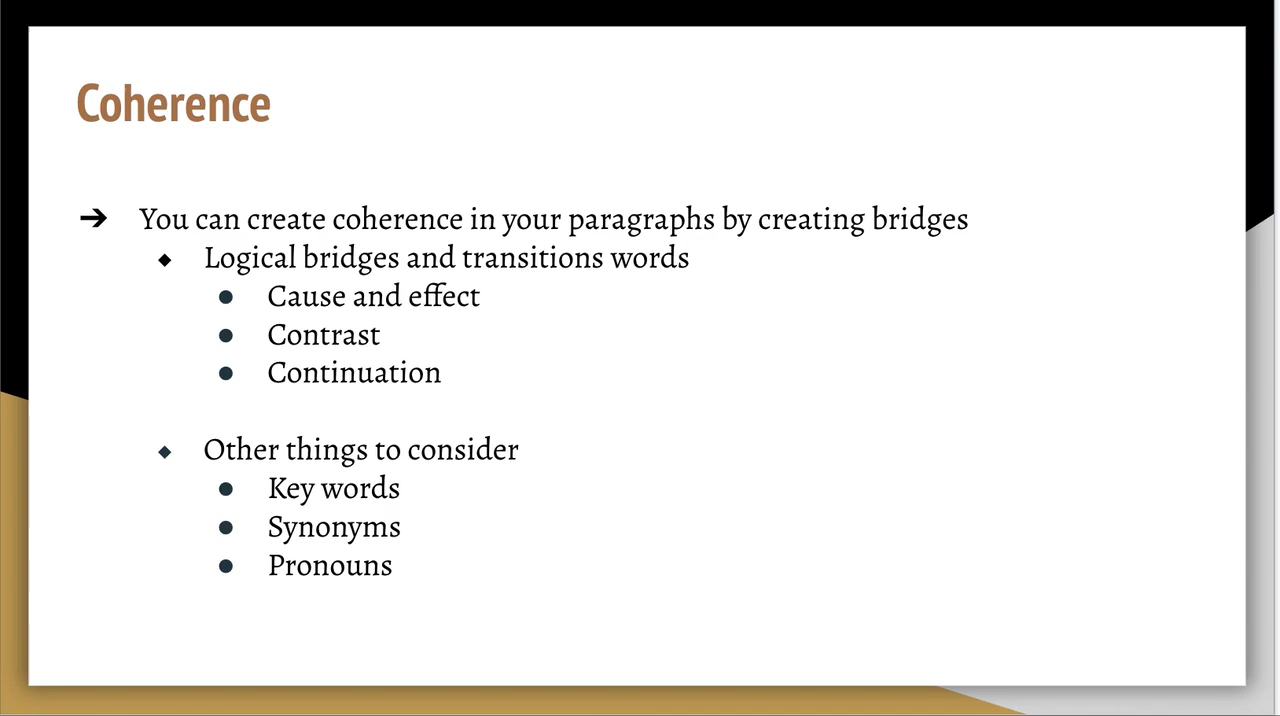 Coherence
➔ You can create coherence in your paragraphs by creating bridges
◆ Logical bridges and transitions words
● Cause and effect
● Contrast
● Continuation
◆ Other things to consider
● Key words
● Synonyms
● Pronouns